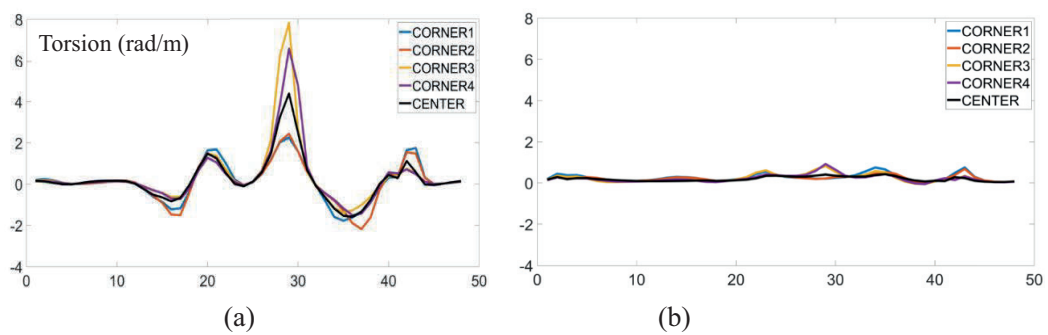 8
Torsion (rad/m)
6
4
2
0
-2
-4
0 10 20 30 40 50
CORNER1
CORNER2
CORNER3
CORNER4
CENTER
(a)
8
6
4
2
0
-2
-4
0 10 20 30 40 50
CORNER1
CORNER2
CORNER3
CORNER4
CENTER
(b)